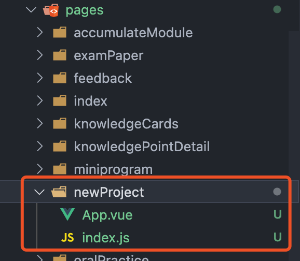 pages
accumulateModule
examPaper
feedback
index
knowledgeCards
knowledgePointDetail
miniprogram
newProject
App.vue U
JS index.js U
oralPractice